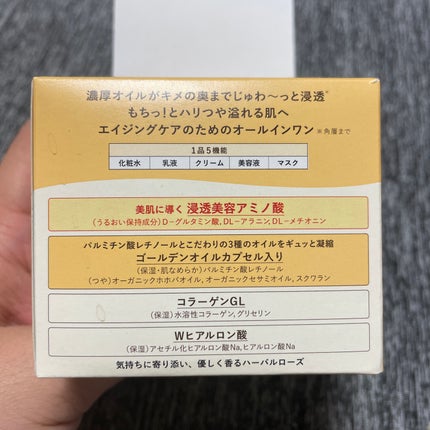 濃厚オイルがキメの奥までじゅわ〜っと浸透※
もちっ!とハリつや溢れる肌へ
エイジングケアのためのオールインワン ※角層まで
1品5機能
化粧水 乳液 クリーム 美容液 マスク
美肌に導く 浸透美容アミノ酸
(うるおい保持成分)D-グルタミン酸,DL-アラニン,DL-メチオニン
パルミチン酸レチノールとこだわりの3種のオイルをギュッと凝縮
ゴールデンオイルカプセル入り
(保湿・肌なめらか)パルミチン酸レチノール
(つや)オーガニックホホバオイル,オーガニックセサミオイル,スクワラン
コラーゲンGL
(保湿)水溶性コラーゲン,グリセリン
Wヒアルロン酸
(保湿)アセチル化ヒアルロン酸Na,ヒアルロン酸Na
気持ちに寄り添い、優しく香るハーバルローズ